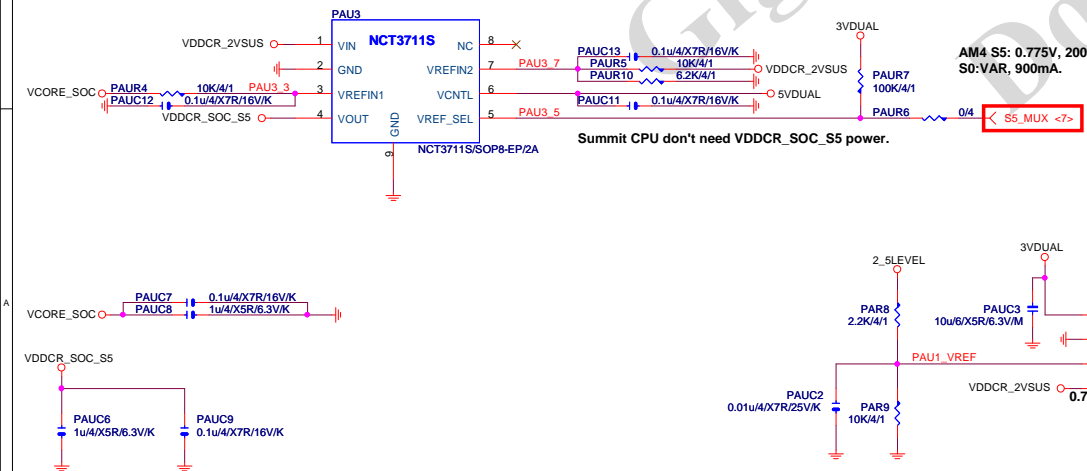 PAU3
3VDUAL
VDDCR_2VSUS 1 VIN NCT3711S NC 8
PAUC13 0.1u/4/X7R/16V/K
AM4 S5: 0.775V, 200
S0:VAR, 900mA.
2 GND VREFIN2 7 PAU3_7 PAUR5 10K/4/1 VDDCR_2VSUS
PAUR10 6.2K/4/1
PAUR7
100K/4/1
VCORE_SOC PAUR4 10K/4/1 PAU3_3 3 VREFIN1 VCNTL 6 5VDUAL
PAUC12 0.1u/4/X7R/16V/K
PAUC11 0.1u/4/X7R/16V/K
VDDCR_SOC_S5 4 VOUT VREF_SEL 5 PAU3_5 PAUR6 0/4 S5_MUX <7>
GND
9
NCT3711S/SOP8-EP/2A
Summit CPU don't need VDDCR_SOC_S5 power.
2_5LEVEL
3VDUAL
A
PAUC7 0.1u/4/X7R/16V/K
VCORE_SOC PAUC8 1u/4/X5R/6.3V/K
PAR8
2.2K/4/1
PAUC3
10u/6/X5R/6.3V/M
VDDCR_SOC_S5
PAU1_VREF
PAUC2
0.01u/4/X7R/25V/K
PAR9
10K/4/1
VDDCR_2VSUS 0.7
PAUC6
1u/4/X5R/6.3V/K
PAUC9
0.1u/4/X7R/16V/K